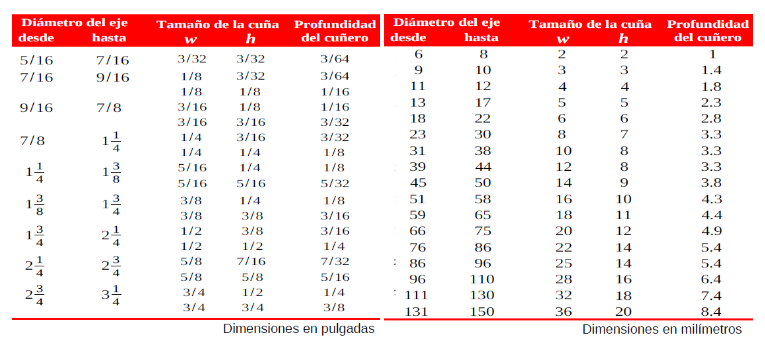 Diámetro del eje Tamaño de la cuña Profundidad
desde hasta w h del cuñero
5/16 7/16 3/32 3/32 3/64
7/16 9/16 1/8 3/32 3/64
1/8 1/8 1/16
9/16 7/8 3/16 1/8 1/16
3/16 3/16 3/32
7/8 1 1/4 1/4 3/16 3/32
1/4 1/4 1/8
1 1/4 1 3/8 5/16 1/4 1/8
5/16 5/16 5/32
1 3/8 1 3/4 3/8 1/4 1/8
3/8 3/8 3/16
1 3/4 2 1/4 1/2 3/8 3/16
1/2 1/2 1/4
2 1/4 2 3/4 5/8 7/16 7/32
5/8 5/8 5/16
2 3/4 3 1/4 3/4 1/2 1/4
3/4 3/4 3/8
Dimensiones en pulgadas
Diámetro del eje Tamaño de la cuña Profundidad
desde hasta w h del cuñero
6 8 2 2 1
9 10 3 3 1.4
11 12 4 4 1.8
13 17 5 5 2.3
18 22 6 6 2.8
23 30 8 7 3.3
31 38 10 8 3.3
39 44 12 8 3.3
45 50 14 9 3.8
51 58 16 10 4.3
59 65 18 11 4.4
66 75 20 12 4.9
76 86 22 14 5.4
86 96 25 14 5.4
96 110 28 16 6.4
111 130 32 18 7.4
131 150 36 20 8.4
Dimensiones en milímetros